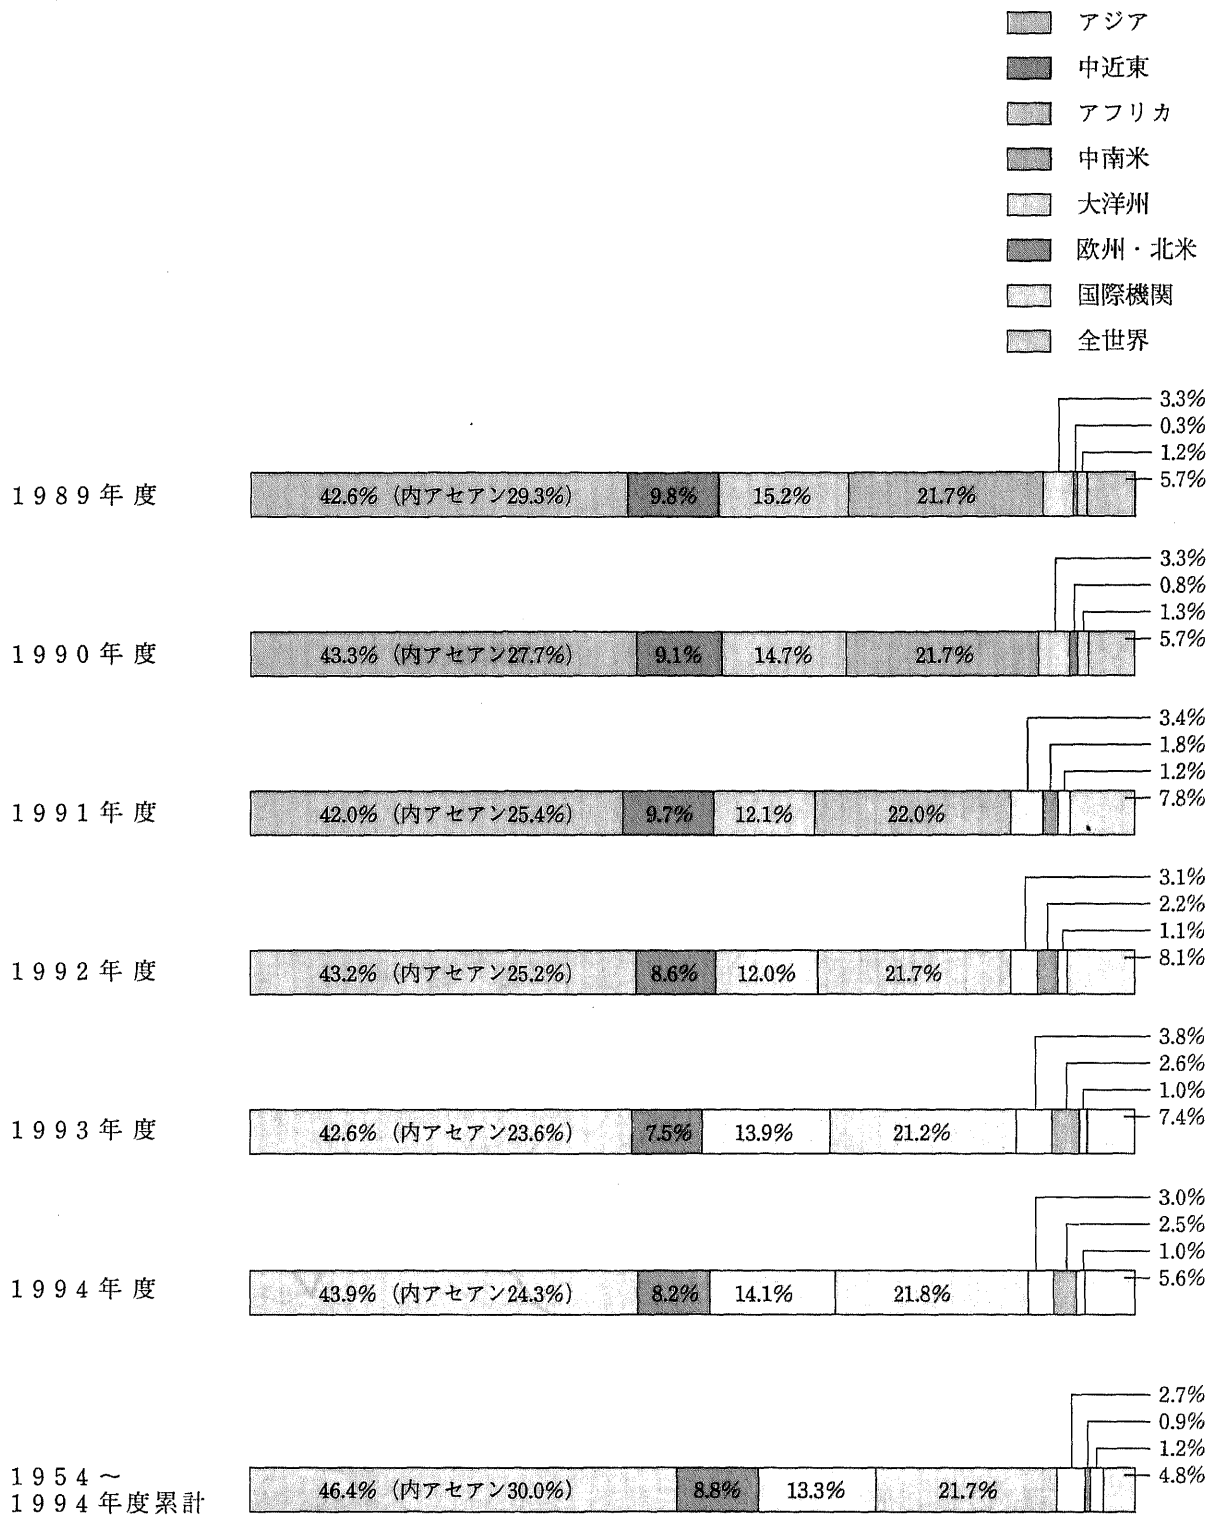 アジア
中近東
アフリカ
中南米
大洋州
欧州・北米
国際機関
全世界
3.3%
0.3%
1.2%
5.7%
1989年度 42.6% (内アセアン29.3%) 9.8% 15.2% 21.7%
3.3%
0.8%
1.3%
5.7%
1990年度 43.3% (内アセアン27.7%) 9.1% 14.7% 21.7%
3.4%
1.8%
1.2%
7.8%
1991年度 42.0% (内アセアン25.4%) 9.7% 12.1% 22.0%
3.1%
2.2%
1.1%
8.1%
1992年度 43.2% (内アセアン25.2%) 8.6% 12.0% 21.7%
3.8%
2.6%
1.0%
7.4%
1993年度 42.6% (内アセアン23.6%) 7.5% 13.9% 21.2%
3.0%
2.5%
1.0%
5.6%
1994年度 43.9% (内アセアン24.3%) 8.2% 14.1% 21.8%
2.7%
0.9%
1.2%
4.8%
1954～
1994年度累計 46.4% (内アセアン30.0%) 8.8% 13.3% 21.7%